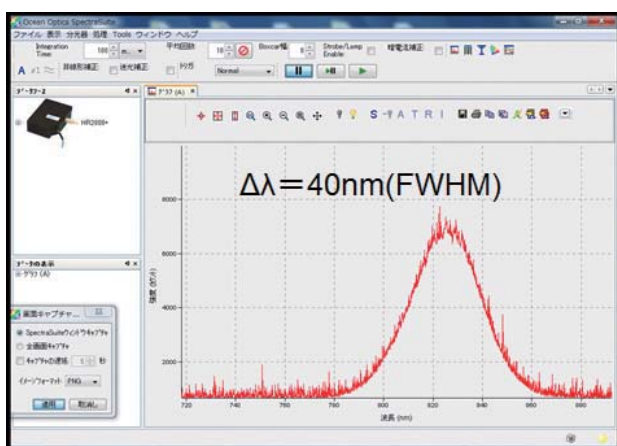 Ocean Optics SpectraSuite
ファイル 表示 分光器 処理 Tools ウィンドウ ヘルプ
Integration Time: 100 平均回数 10 Boxcar幅 5 Strobe/Lamp Enable: 暗電流補正
非線形補正: 迷光補正: トリガ Normal
データソース
グラフ (A)
HR2000+
S T A T R I
Δλ=40nm(FWHM)
8000
6000
4000
2000
強度 (カウント)
720 740 760 780 800 820 840 860 880
波長 (nm)
データの表示
グラフ (A)
画面キャプチャ...
SpectraSuiteウィンドウキャプチャ
全画面キャプチャ
キャプチャの遅延 5 秒
イメージフォーマット PNG
適用 取消し